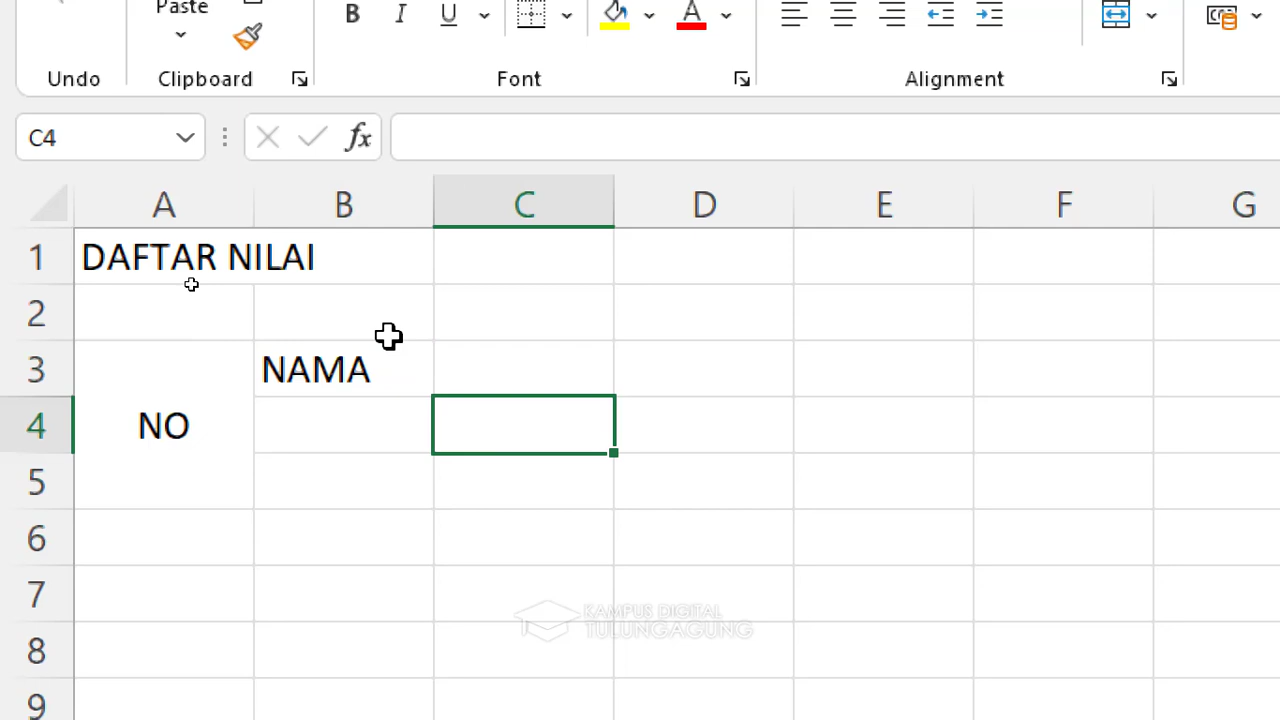 Paste
B I U A
Undo Clipboard Font Alignment
C4 fx
A B C D E F G
1 DAFTAR NILAI
2
3 NAMA
4 NO
5
6
7
KAMPUS DIGITAL
TULUNGAGUNG
8
9